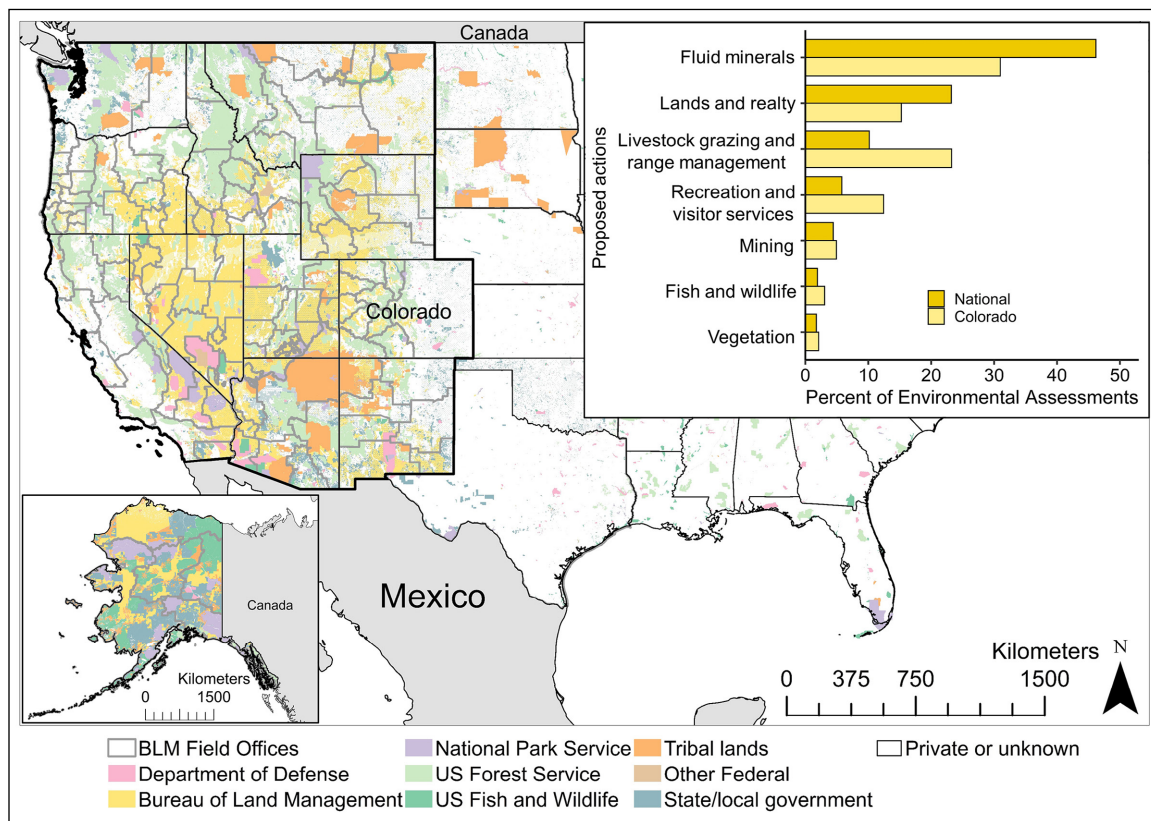 Canada
Colorado
Mexico
Proposed actions
Fluid minerals
Lands and realty
Livestock grazing and
range management
Recreation and
visitor services
Mining
Fish and wildlife
Vegetation
National
Colorado
0 10 20 30 40 50
Percent of Environmental Assessments
Canada
Kilometers
0 1500
Kilometers
N
0 375 750 1500
BLM Field Offices
National Park Service
Tribal lands
Private or unknown
Department of Defense
US Forest Service
Other Federal
Bureau of Land Management
US Fish and Wildlife
State/local government